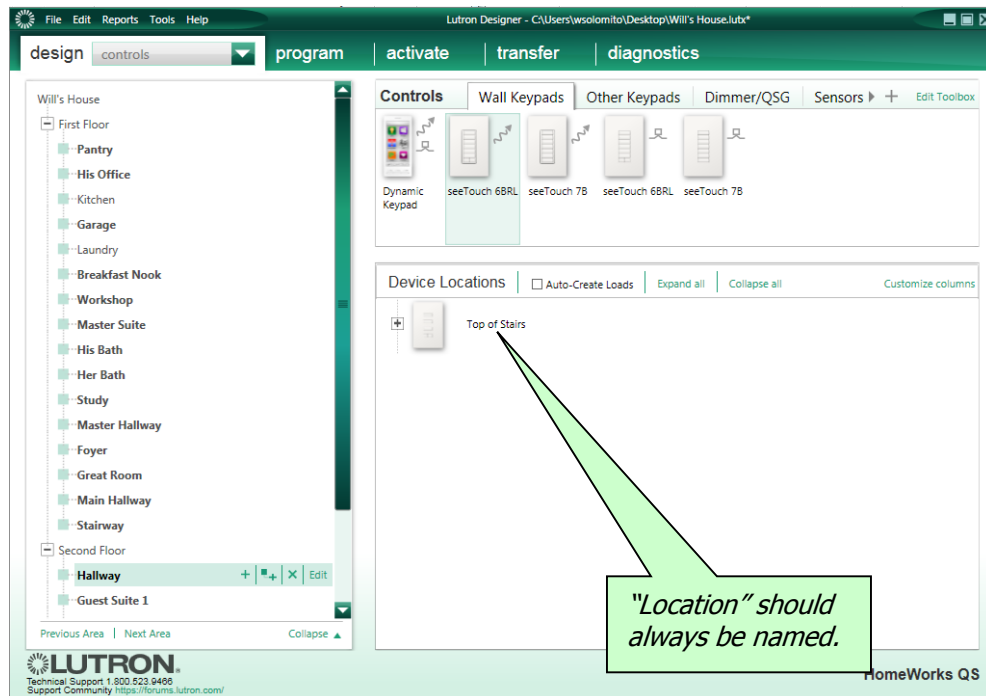 File Edit Reports Tools Help
Lutron Designer - C:\Users\wsolomito\Desktop\Will's House.lutx*
design controls program activate transfer diagnostics
Will's House
First Floor
Pantry
His Office
Kitchen
Garage
Laundry
Breakfast Nook
Workshop
Master Suite
His Bath
Her Bath
Study
Master Hallway
Foyer
Great Room
Main Hallway
Stairway
Second Floor
Hallway + + × Edit
Guest Suite 1
Previous Area | Next Area Collapse
Controls Wall Keypads Other Keypads Dimmer/QSG Sensors + Edit Toolbox
Dynamic Keypad
seeTouch 6BRL
seeTouch 7B
seeTouch 6BRL
seeTouch 7B
Device Locations Auto-Create Loads Expand all Collapse all Customize columns
Top of Stairs
"Location" should
always be named.
LUTRON.
Technical Support 1.800.523.9466
Support Community https://forums.lutron.com/
HomeWorks QS